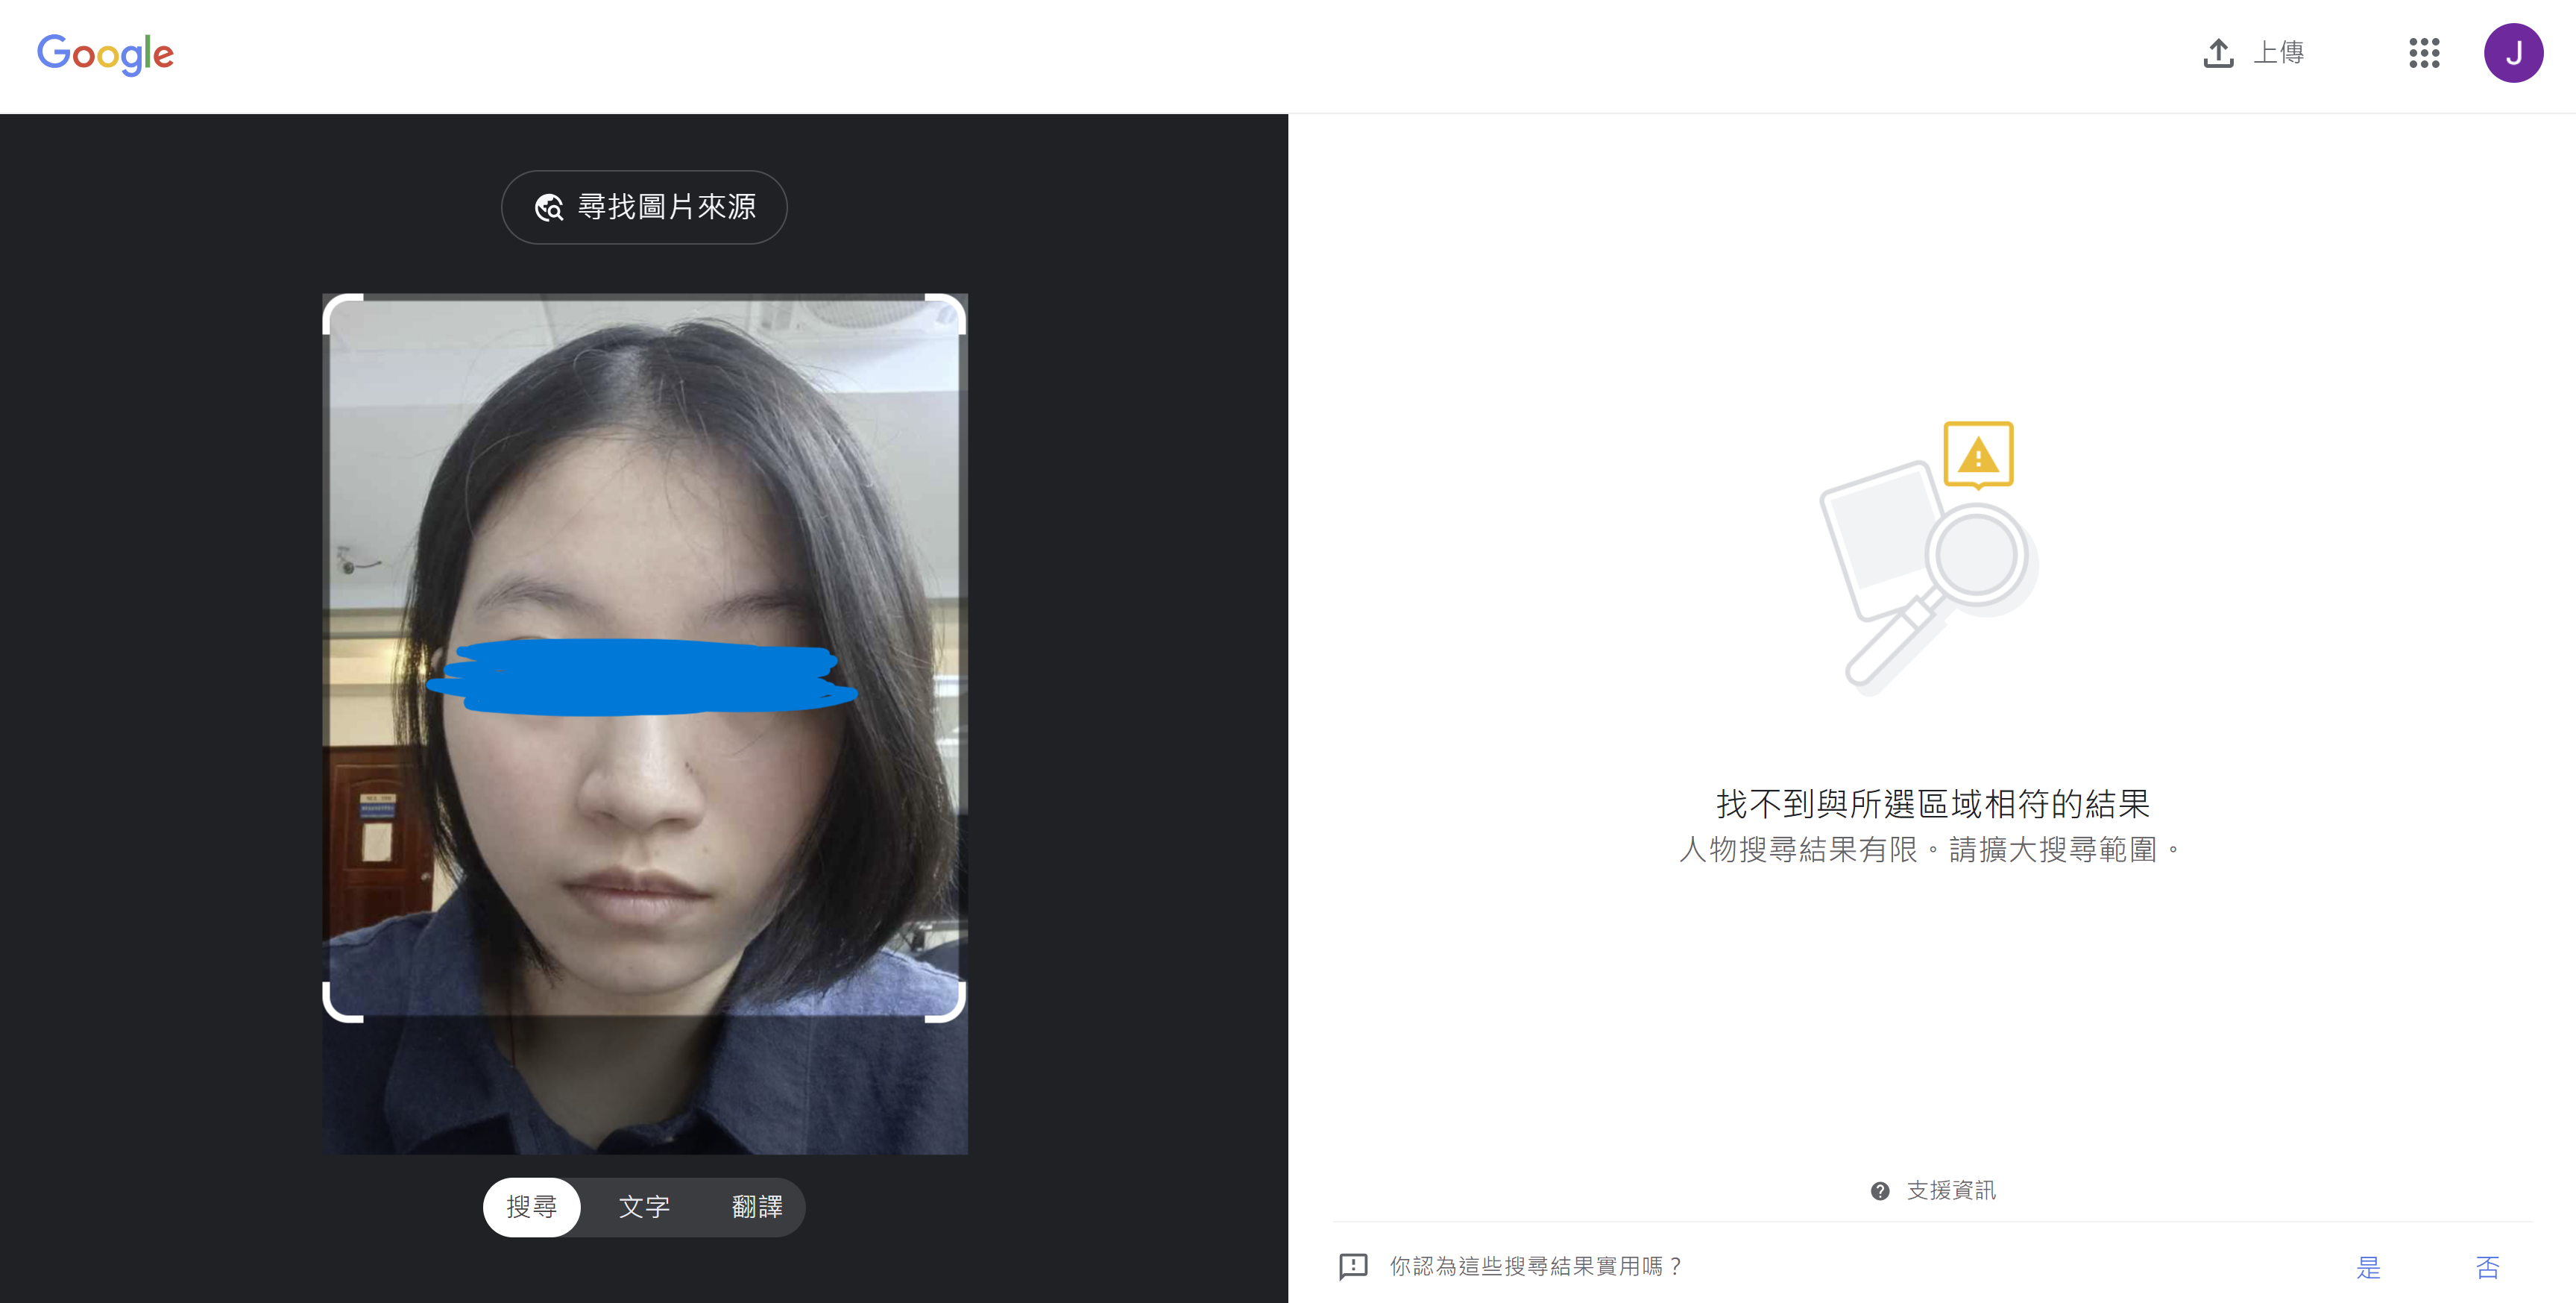 Google
上傳
J
尋找圖片來源
找不到與所選區域相符的結果
人物搜尋結果有限。請擴大搜尋範圍。
搜尋
文字
翻譯
支援資訊
你認為這些搜尋結果實用嗎？
是
否